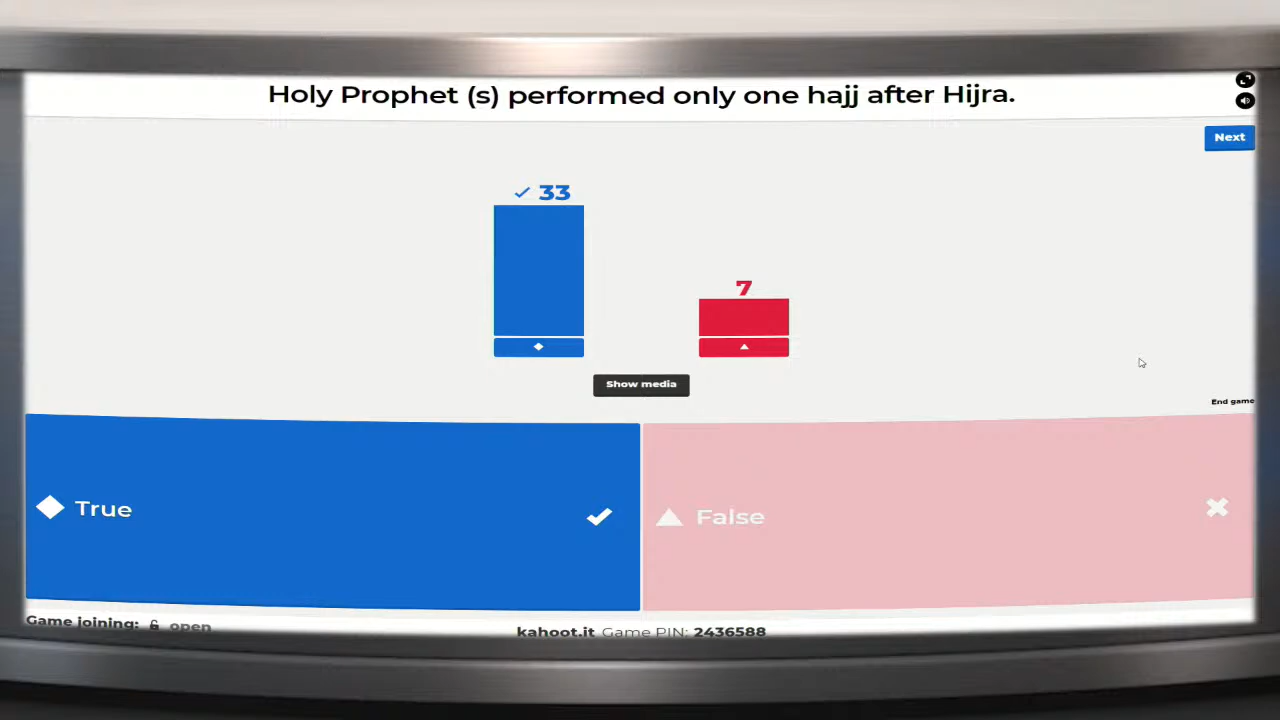 Holy Prophet (s) performed only one hajj after Hijra.
Next
33
7
Show media
End game
True
False
Game joining: open
kahoot.it Game PIN: 2436588